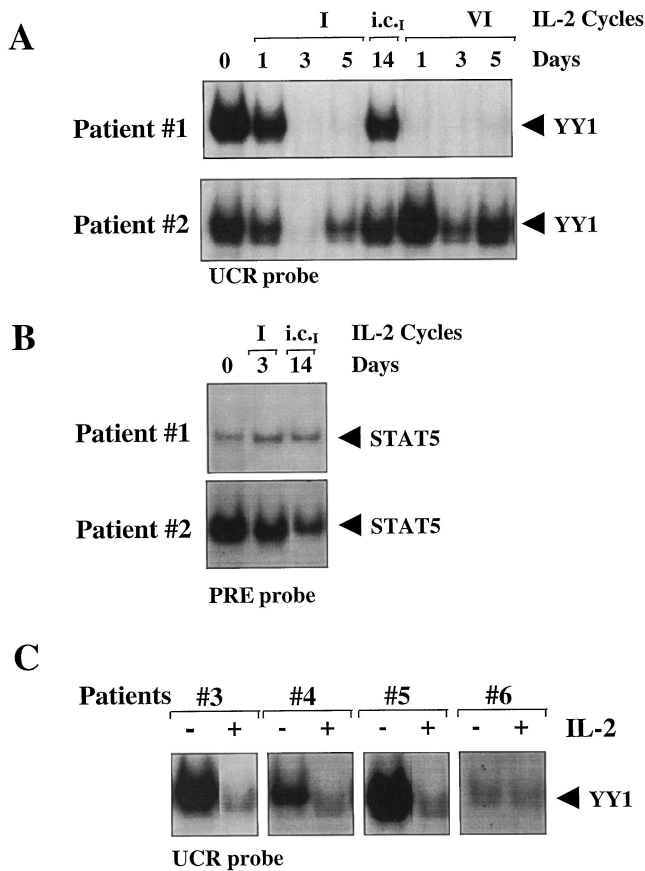 A
I i.c.I VI IL-2 Cycles
0 1 3 5 14 1 3 5 Days
Patient #1 YY1
Patient #2 YY1
UCR probe
B
I i.c.I IL-2 Cycles
0 3 14 Days
Patient #1 STAT5
Patient #2 STAT5
PRE probe
C
Patients #3 #4 #5 #6
- + - + - + - + IL-2
YY1
UCR probe